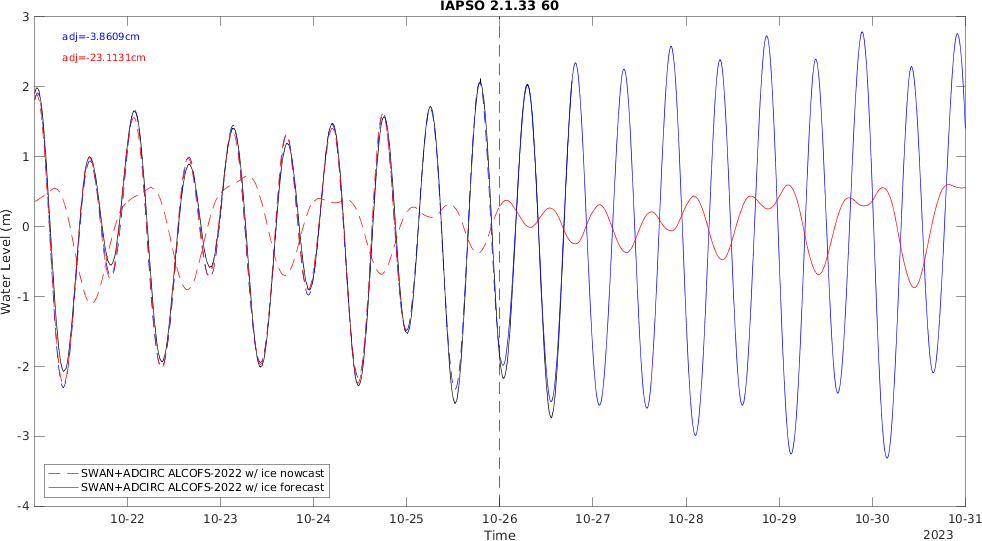 IAPSO 2.1.33 60
adj=-3.8609cm
adj=-23.1131cm
3
2
1
0
-1
-2
-3
-4
Water Level (m)
SWAN+ADCIRC ALCOFS-2022 w/ ice nowcast
SWAN+ADCIRC ALCOFS-2022 w/ ice forecast
10-22 10-23 10-24 10-25 10-26 10-27 10-28 10-29 10-30 10-31
Time
2023